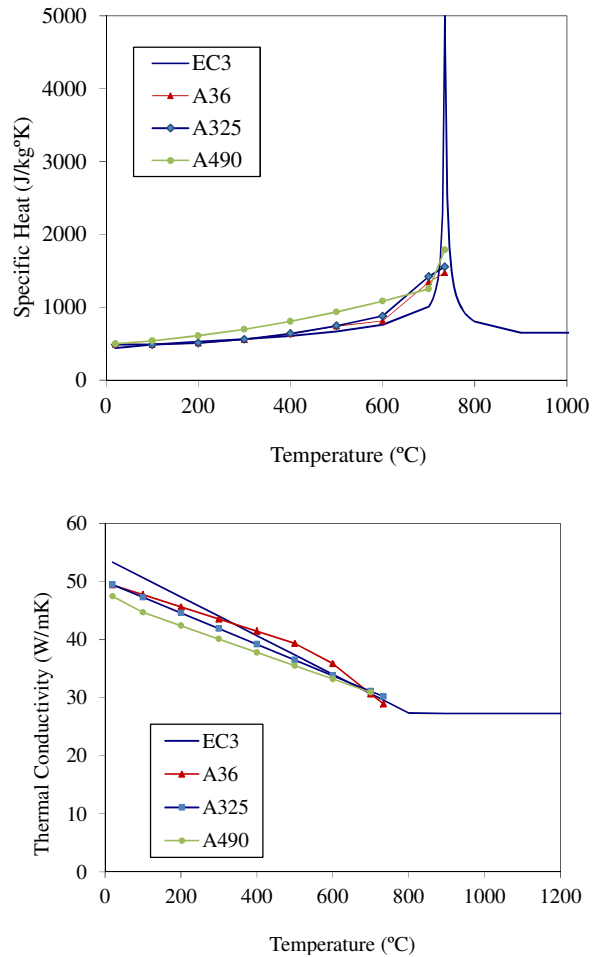 5000
4000
3000
2000
1000
0
Specific Heat (J/kgºK)
EC3
A36
A325
A490
0 200 400 600 800 1000
Temperature (ºC)
60
50
40
30
20
10
0
Thermal Conductivity (W/mK)
EC3
A36
A325
A490
0 200 400 600 800 1000 1200
Temperature (ºC)